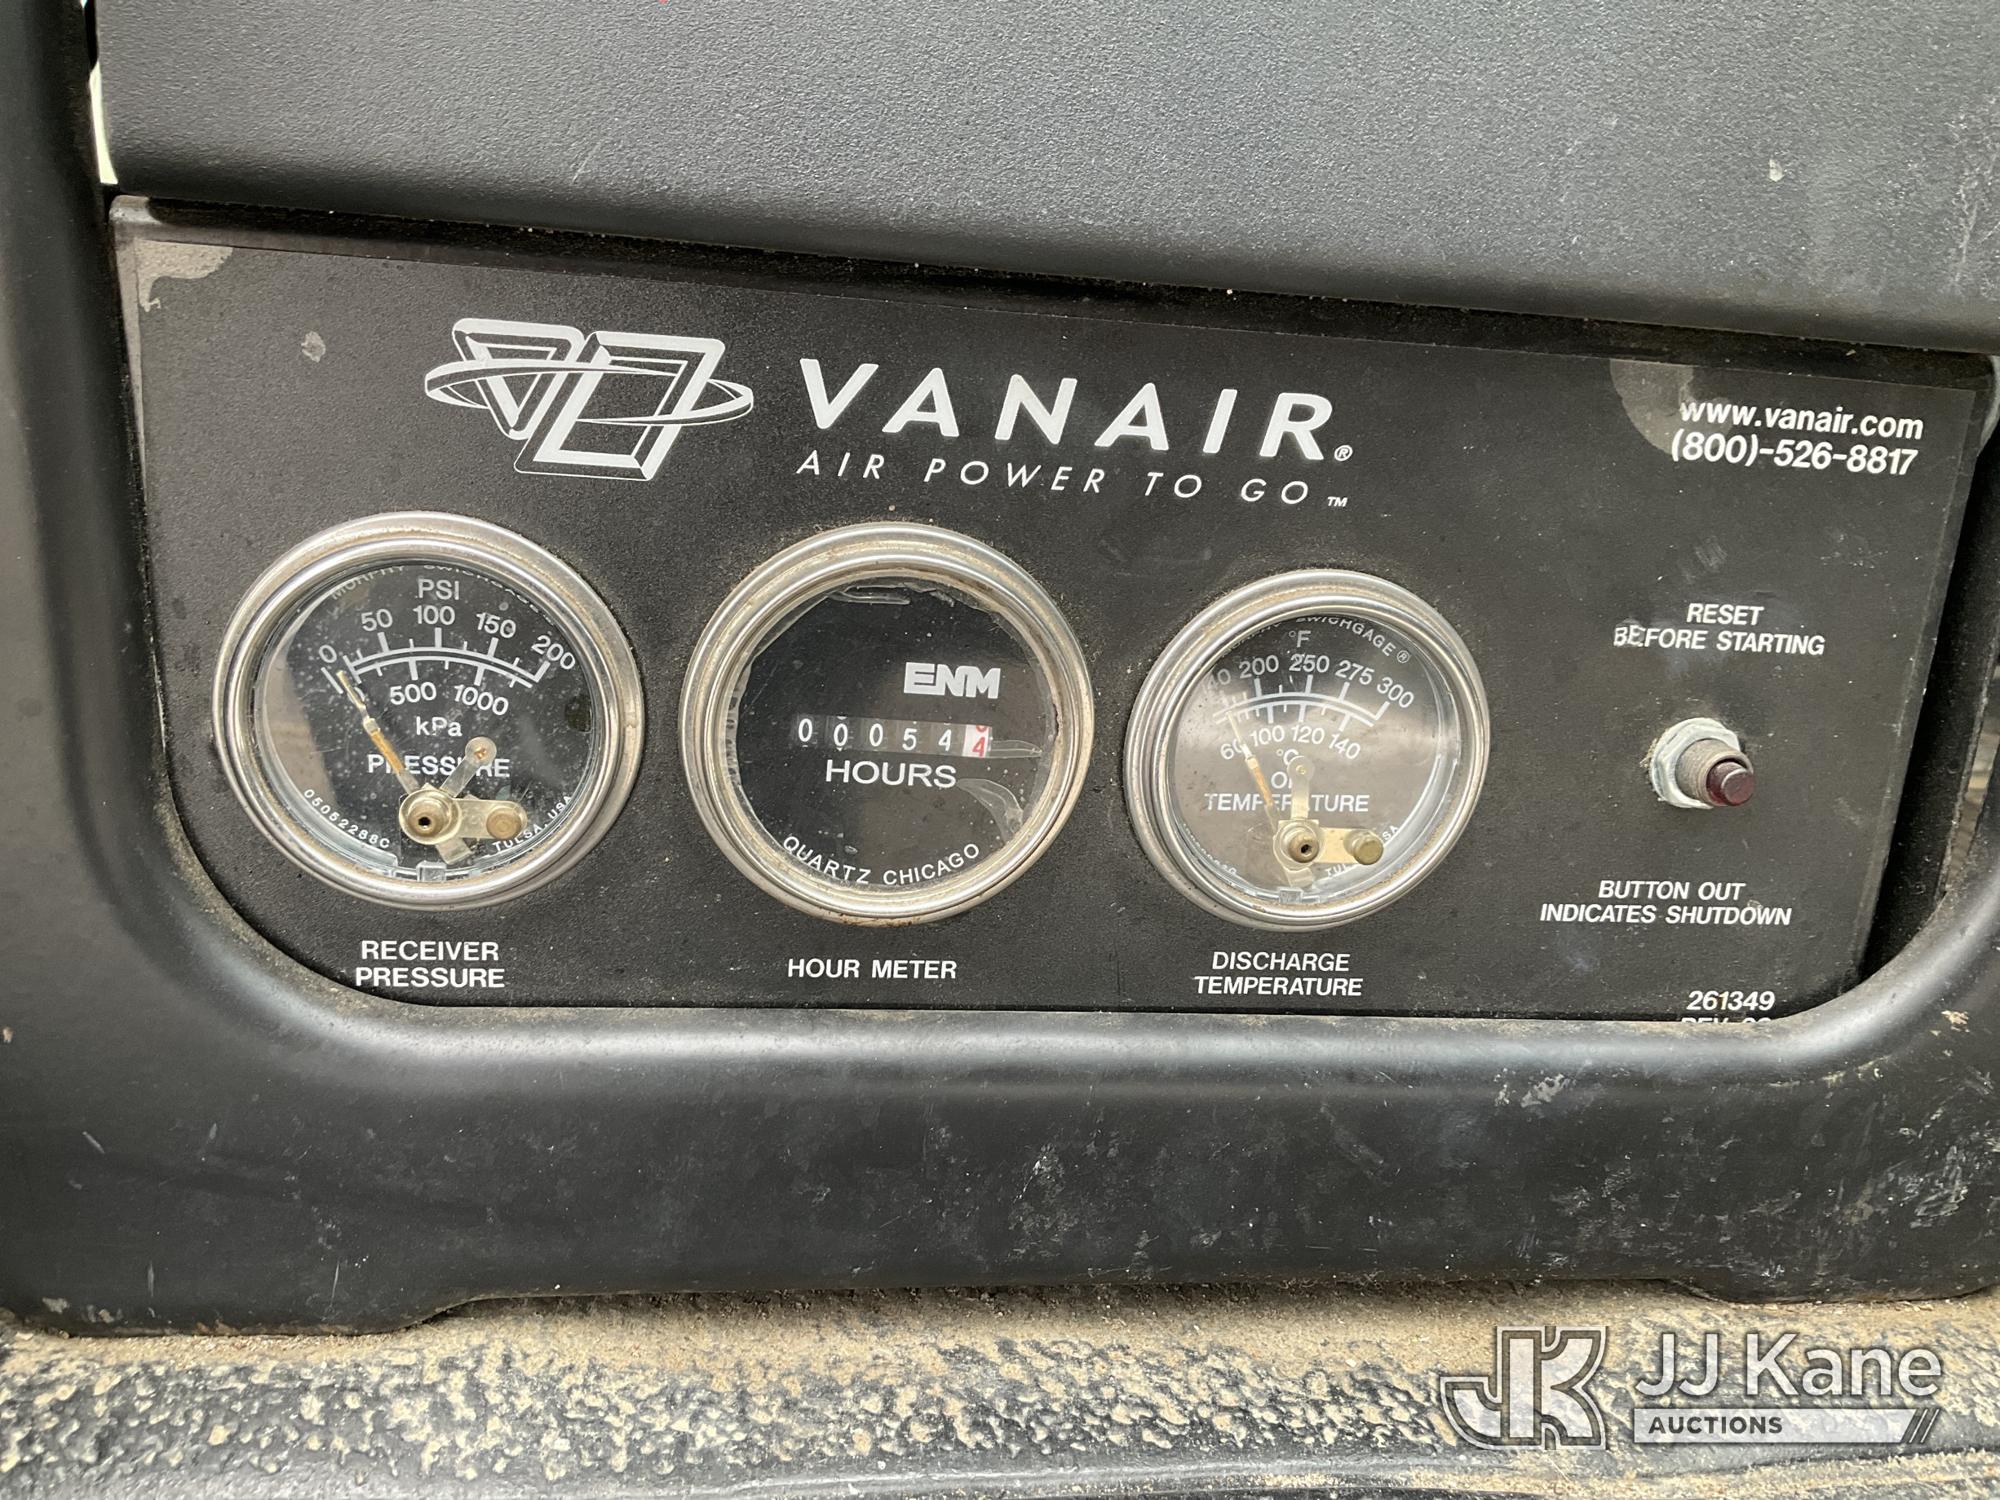 VANAIR®
AIR POWER TO GO™
www.vanair.com
(800)-526-8817
PSI
0 50 100 150 200
500 1000
kPa
PRESSURE
05052288C
TULSA, USA
RECEIVER
PRESSURE
ENM
0 0 0 5 4 4
HOURS
QUARTZ CHICAGO
HOUR METER
SWICHGAGE®
°F
200 250 275 300
60 100 120 140
°C
TEMPERATURE
DISCHARGE
TEMPERATURE
RESET
BEFORE STARTING
BUTTON OUT
INDICATES SHUTDOWN
261349
JK JJ Kane
AUCTIONS